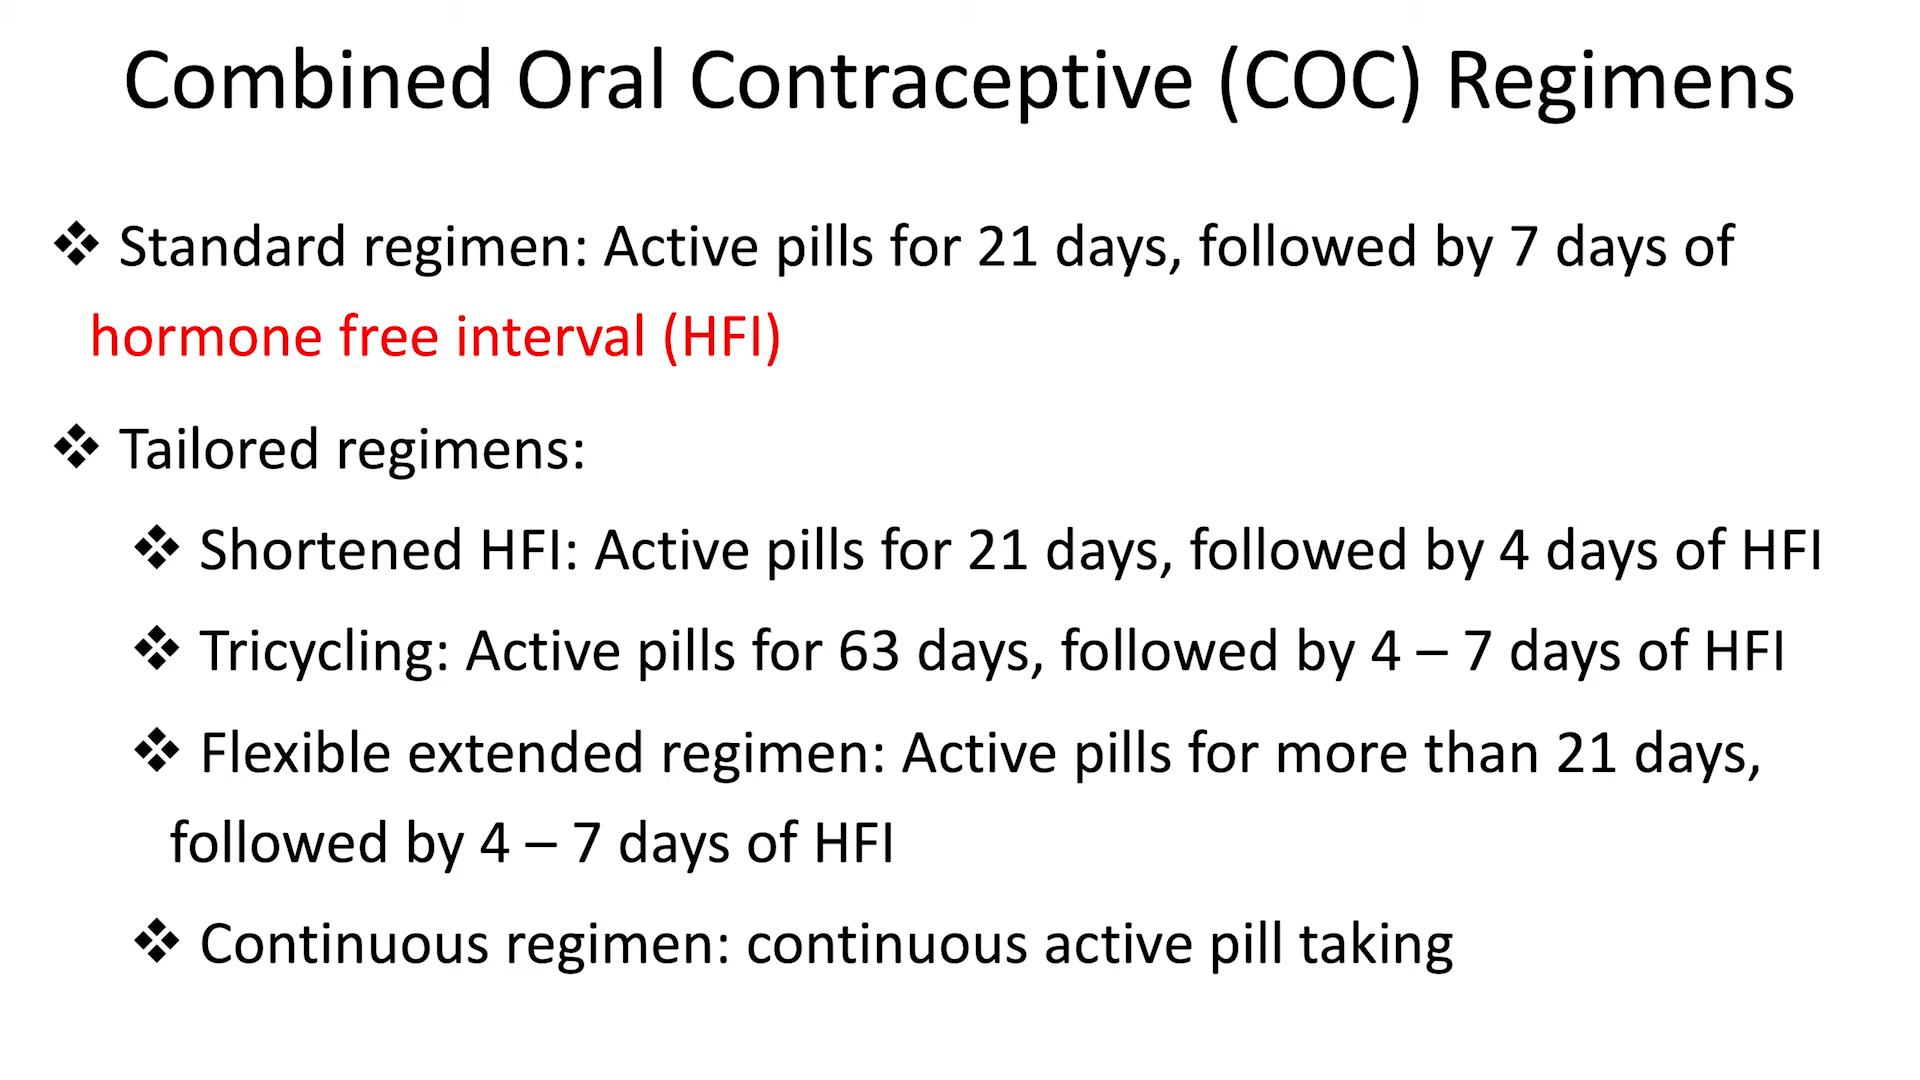 Combined Oral Contraceptive (COC) Regimens
❖ Standard regimen: Active pills for 21 days, followed by 7 days of
hormone free interval (HFI)
❖ Tailored regimens:
❖ Shortened HFI: Active pills for 21 days, followed by 4 days of HFI
❖ Tricycling: Active pills for 63 days, followed by 4 – 7 days of HFI
❖ Flexible extended regimen: Active pills for more than 21 days,
followed by 4 – 7 days of HFI
❖ Continuous regimen: continuous active pill taking